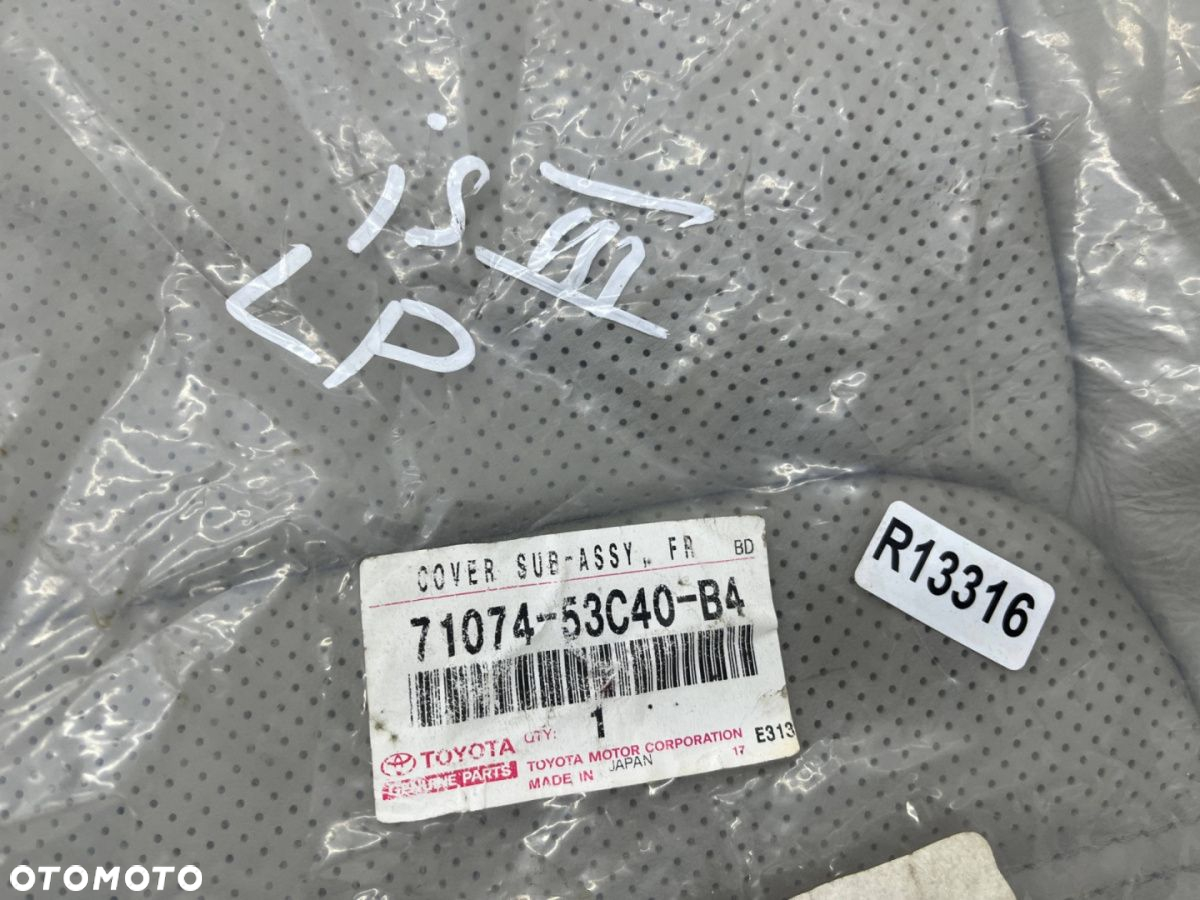 IS III
LP
COVER SUB-ASSY, FR BD
71074-53C40-B4
QTY: 1
TOYOTA
GENUINE PARTS
TOYOTA MOTOR CORPORATION 17 E313
MADE IN JAPAN
R13316
OTOMOTO